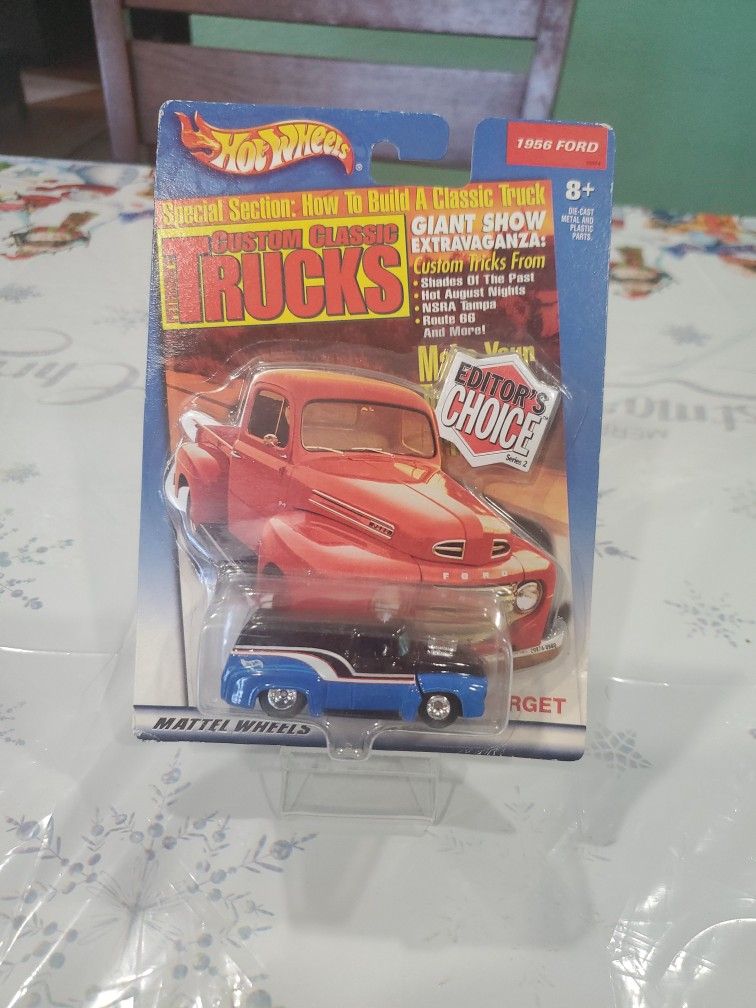 Hot Wheels®
1956 FORD
8+
DIE-CAST
METAL AND
PLASTIC
PARTS.
Special Section: How To Build A Classic Truck
CUSTOM CLASSIC
TRUCKS
GIANT SHOW
EXTRAVAGANZA:
Custom Tricks From
• Shades Of The Past
• Hot August Nights
• NSRA Tampa
• Route 66
And More!
Your
EDITOR'S
CHOICE
Series 2
FORD
RGET
MATTEL WHEELS